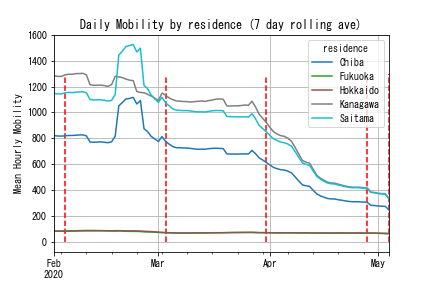 Daily Mobility by residence (7 day rolling ave)
Mean Hourly Mobility
1600
1400
1200
1000
800
600
400
200
0
residence
Chiba
Fukuoka
Hokkaido
Kanagawa
Saitama
Feb
2020
Mar
Apr
May